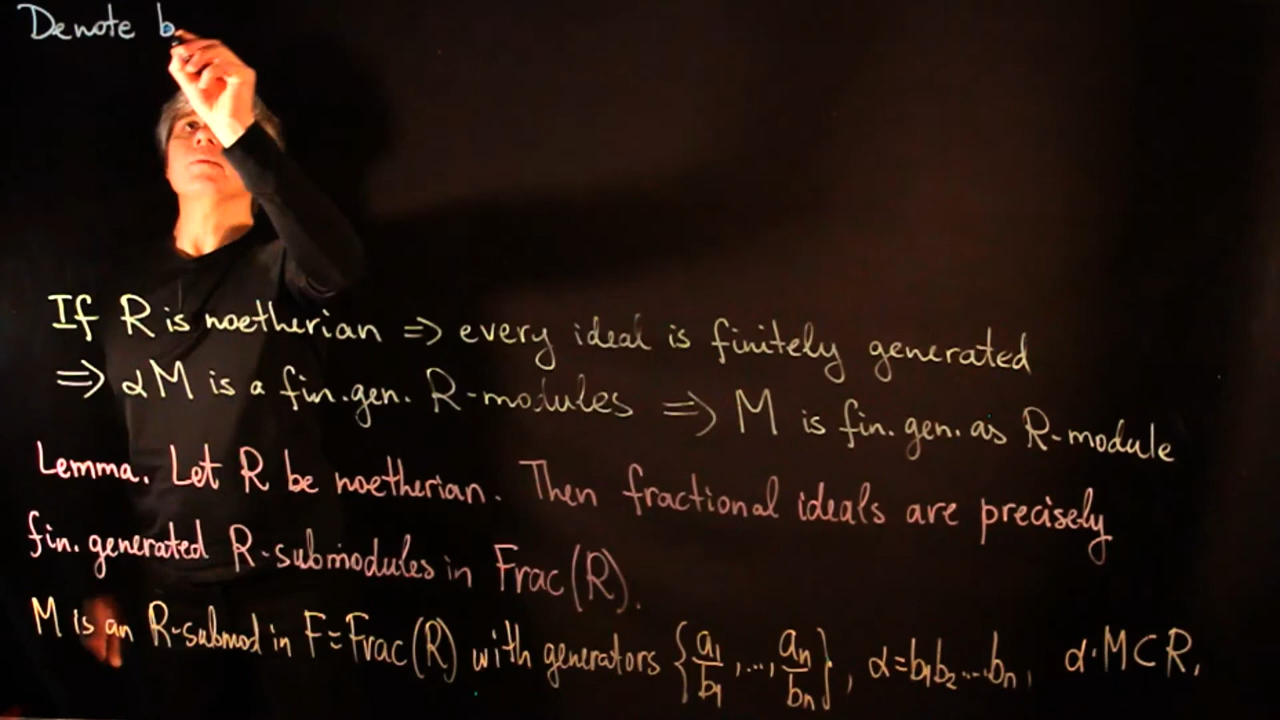 Denote b
If R is noetherian => every ideal is finitely generated
=> αM is a fin.gen. R-modules => M is fin. gen. as R-module
Lemma. Let R be noetherian. Then fractional ideals are precisely
fin. generated R-submodules in Frac(R).
M is an R-submod in F=Frac(R) with generators {a₁/b₁,...,aₙ/bₙ}, α=b₁b₂...bₙ, α·M⊂R.